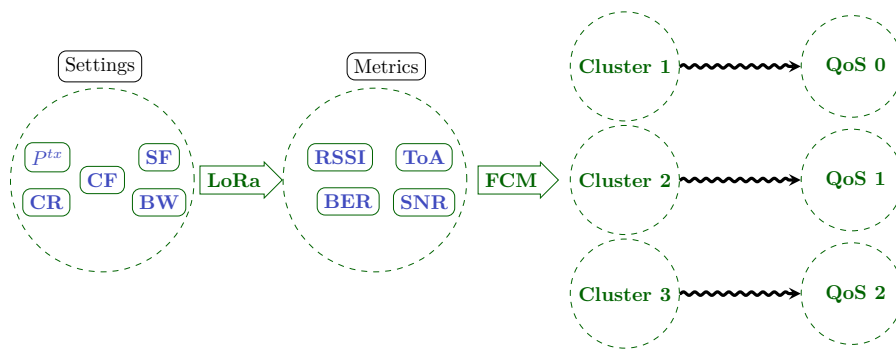 Settings
P^{tx}
SF
CF
CR
BW
LoRa
Metrics
RSSI
ToA
BER
SNR
FCM
Cluster 1
QoS 0
Cluster 2
QoS 1
Cluster 3
QoS 2